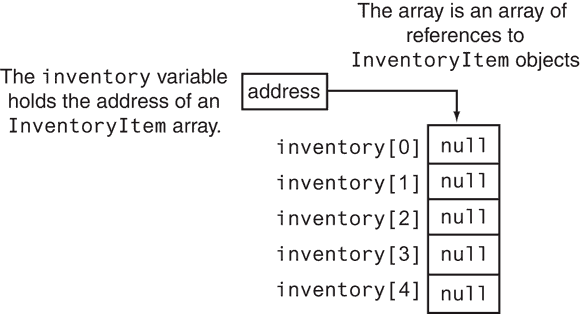 The array is an array of
references to
InventoryItem objects
The inventory variable
holds the address of an
InventoryItem array.
address
inventory[0] null
inventory[1] null
inventory[2] null
inventory[3] null
inventory[4] null